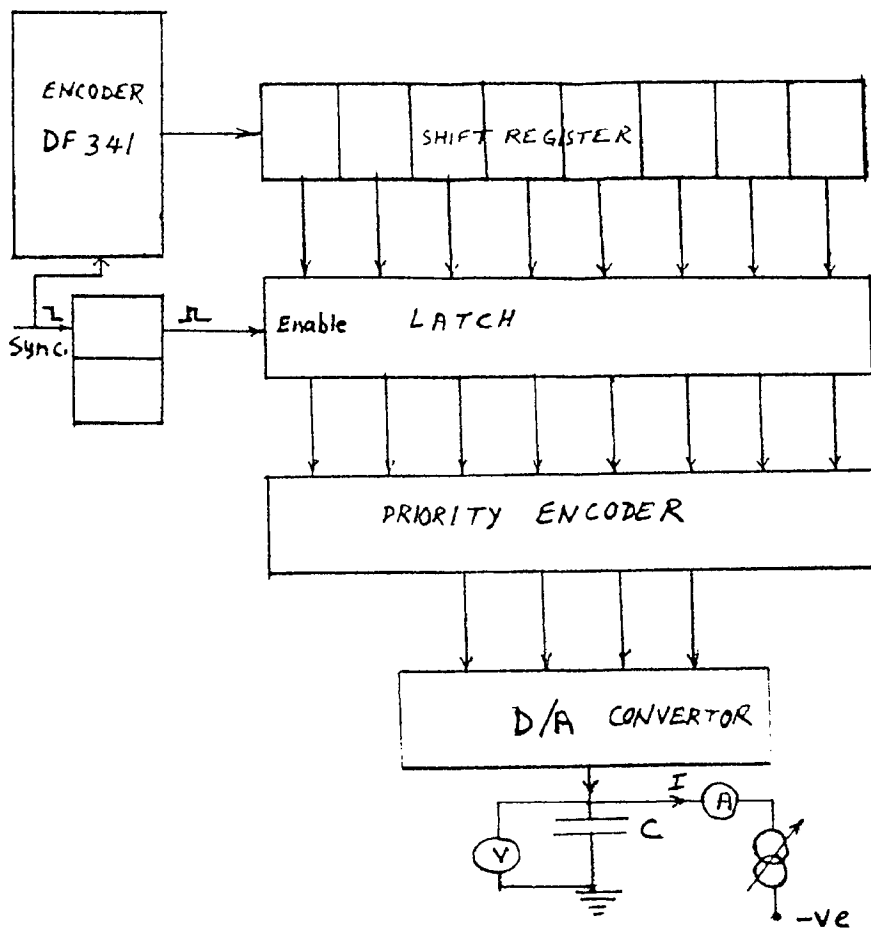 ENCODER
DF 341
SHIFT REGISTER
Sync.
Enable
LATCH
PRIORITY ENCODER
D/A CONVERTOR
I
A
C
V
-ve